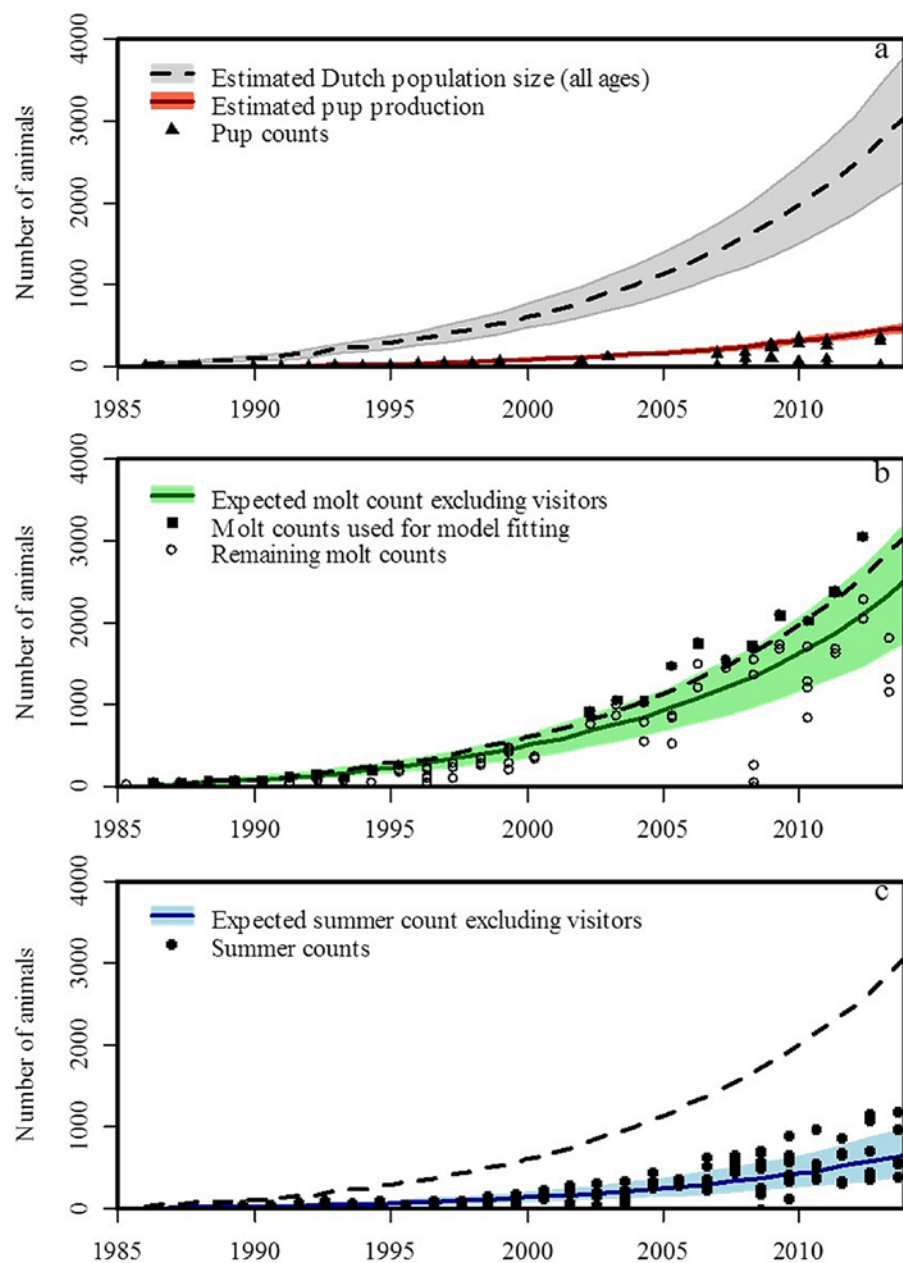 a
Estimated Dutch population size (all ages)
Estimated pup production
Pup counts
Number of animals
0 1000 2000 3000 4000
1985 1990 1995 2000 2005 2010
b
Expected molt count excluding visitors
Molt counts used for model fitting
Remaining molt counts
Number of animals
0 1000 2000 3000 4000
1985 1990 1995 2000 2005 2010
c
Expected summer count excluding visitors
Summer counts
Number of animals
0 1000 2000 3000 4000
1985 1990 1995 2000 2005 2010